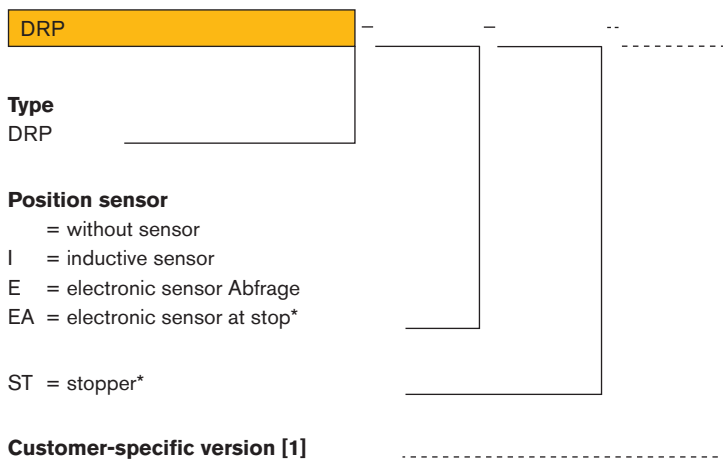 DRP – – --
Type
DRP
Position sensor
= without sensor
I = inductive sensor
E = electronic sensor Abfrage
EA = electronic sensor at stop*
ST = stopper*
Customer-specific version [1]